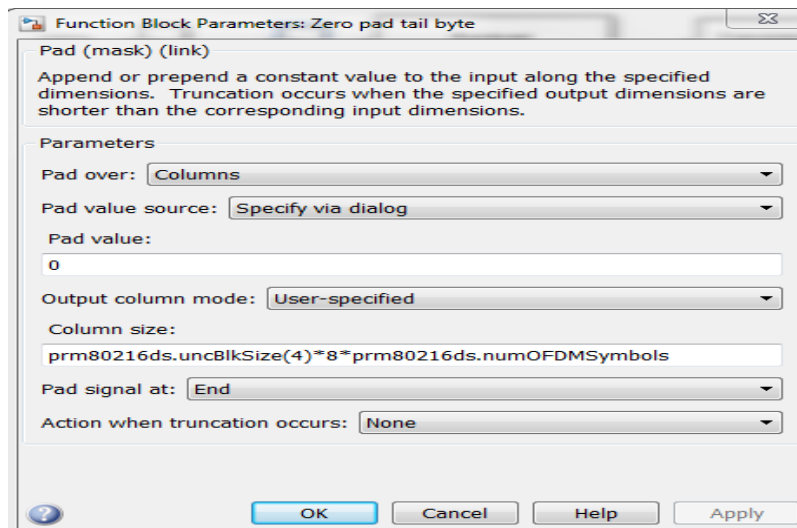 Function Block Parameters: Zero pad tail byte
Pad (mask) (link)
Append or prepend a constant value to the input along the specified
dimensions.  Truncation occurs when the specified output dimensions are
shorter than the corresponding input dimensions.
Parameters
Pad over: Columns
Pad value source: Specify via dialog
Pad value:
0
Output column mode: User-specified
Column size:
prm80216ds.uncBlkSize(4)*8*prm80216ds.numOFDMSymbols
Pad signal at: End
Action when truncation occurs: None
? OK Cancel Help Apply